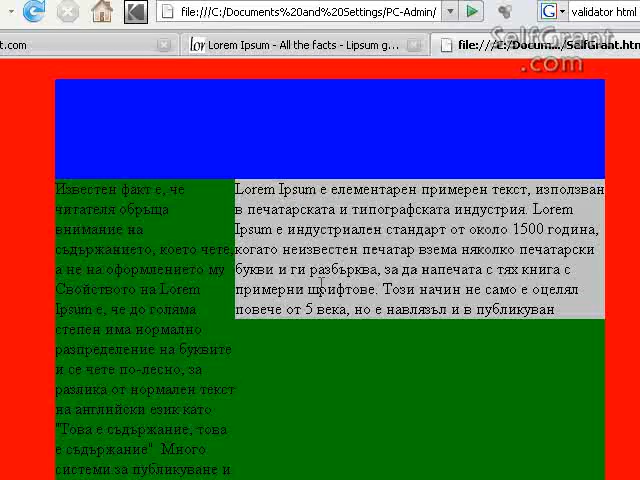 file:///C:/Documents%20and%20Settings/PC-Admin/
validator html
t.com
Lorem Ipsum - All the facts - Lipsum g...
file:///C:/Docum.../SelfGrant.htm
SelfGrant
.com
Известен факт е, че
читателя обръща
внимание на
съдържанието, което чете,
а не на оформлението му
Свойството на Lorem
Ipsum е, че до голяма
степен има нормално
разпределение на буквите
и се чете по-лесно, за
разлика от нормален текст
на английски език като
"Това е съдържание, това
е съдържание". Много
системи за публикуване и
Lorem Ipsum е елементарен примерен текст, използван
в печатарската и типографската индустрия. Lorem
Ipsum е индустриален стандарт от около 1500 година,
когато неизвестен печатар взема няколко печатарски
букви и ги разбърква, за да напечата с тях книга с
примерни шрифтове. Този начин не само е оцелял
повече от 5 века, но е навлязъл и в публикуван